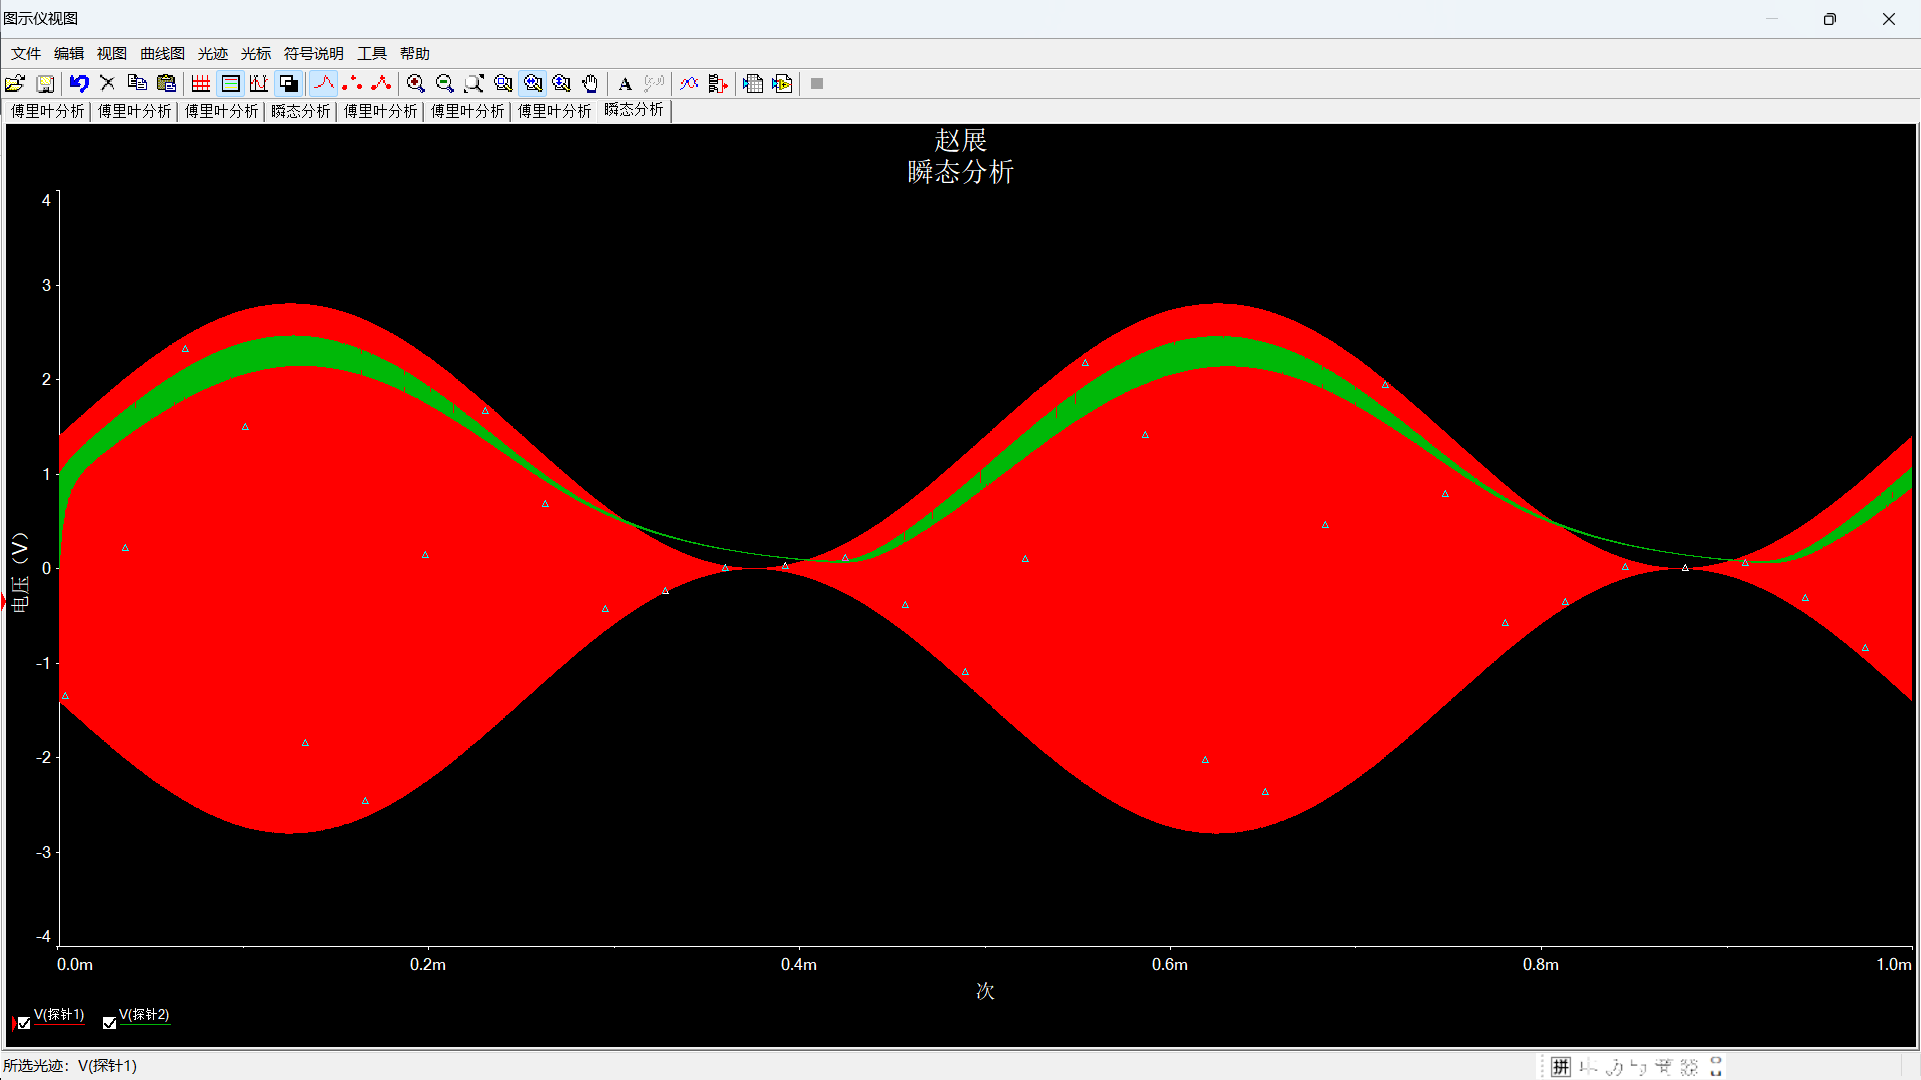 图示仪视图
文件 编辑 视图 曲线图 光迹 光标 符号说明 工具 帮助
傅里叶分析 傅里叶分析 傅里叶分析 瞬态分析 傅里叶分析 傅里叶分析 傅里叶分析 瞬态分析
赵展
瞬态分析
4
3
2
1
0
-1
-2
-3
-4
电压（V）
0.0m 0.2m 0.4m 0.6m 0.8m 1.0m
次
V(探针1) V(探针2)
所选光迹：V(探针1)
拼